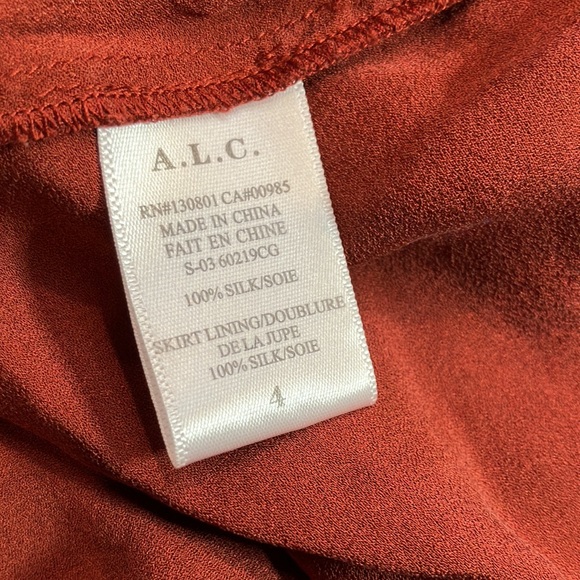 A.L.C.
RN#130801 CA#00985
MADE IN CHINA
FAIT EN CHINE
S-03 60219CG
100% SILK/SOIE
SKIRT LINING/DOUBLURE
DE LA JUPE
100% SILK/SOIE
4